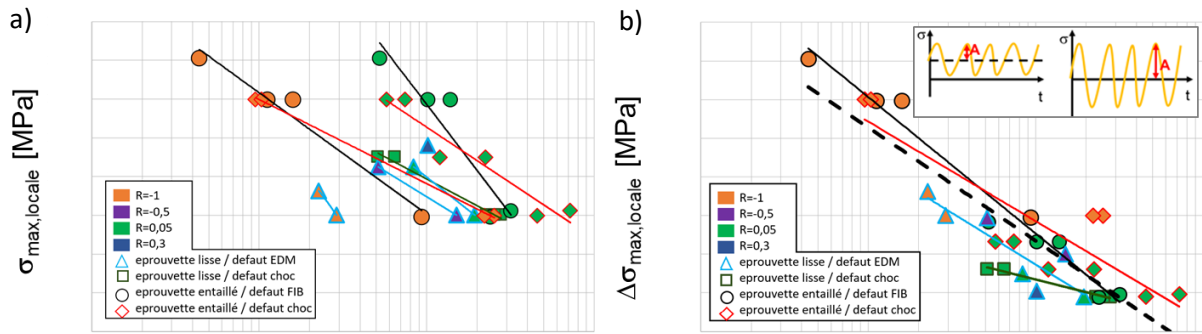 a)
σmax,locale [MPa]
R=-1
R=-0,5
R=0,05
R=0,3
eprouvette lisse / defaut EDM
eprouvette lisse / defaut choc
eprouvette entaillé / defaut FIB
eprouvette entaillé / defaut choc
b)
Δσmax,locale [MPa]
σ
A
t
σ
A
t
R=-1
R=-0,5
R=0,05
R=0,3
eprouvette lisse / defaut EDM
eprouvette lisse / defaut choc
eprouvette entaillé / defaut FIB
eprouvette entaillé / defaut choc